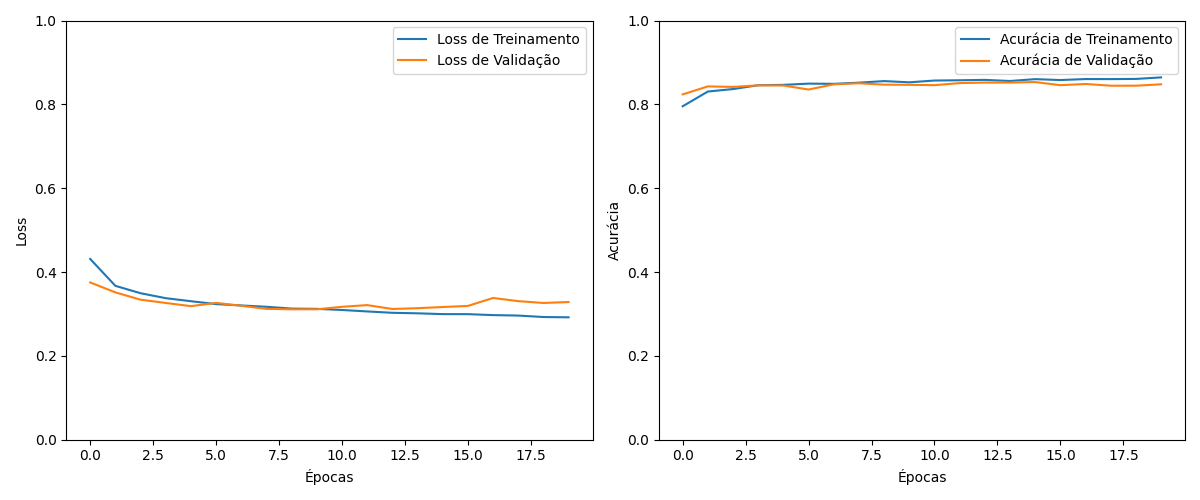 Loss de Treinamento
Loss de Validação
1.0
0.8
0.6
0.4
0.2
0.0
Loss
0.0 2.5 5.0 7.5 10.0 12.5 15.0 17.5
Épocas
Acurácia de Treinamento
Acurácia de Validação
1.0
0.8
0.6
0.4
0.2
0.0
Acurácia
0.0 2.5 5.0 7.5 10.0 12.5 15.0 17.5
Épocas